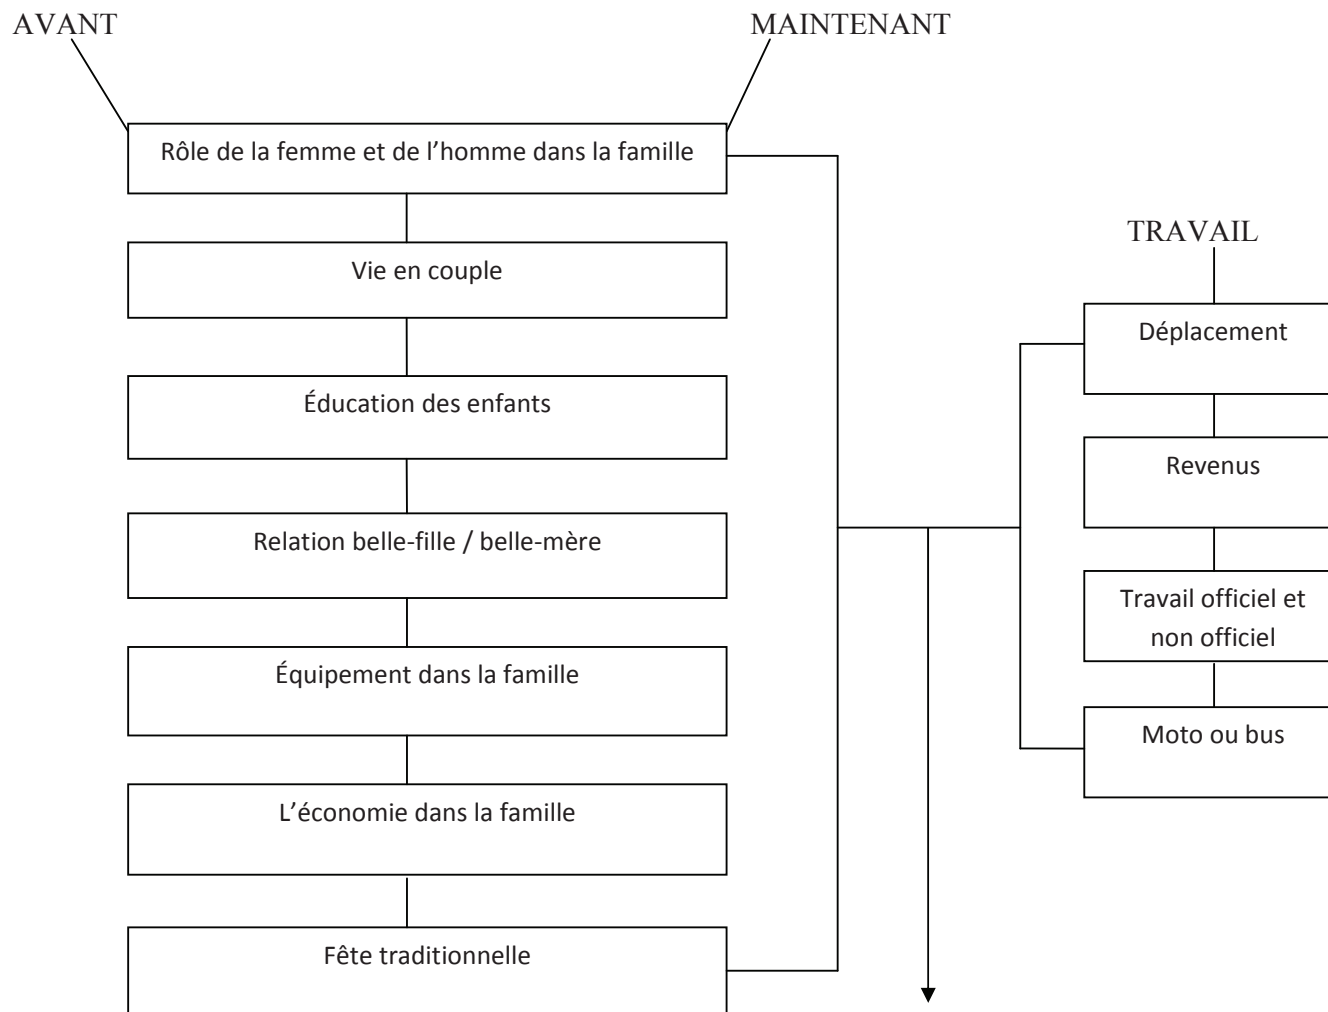 AVANT
MAINTENANT
Rôle de la femme et de l’homme dans la famille
Vie en couple
Éducation des enfants
Relation belle-fille / belle-mère
Équipement dans la famille
L’économie dans la famille
Fête traditionnelle
TRAVAIL
Déplacement
Revenus
Travail officiel et
non officiel
Moto ou bus